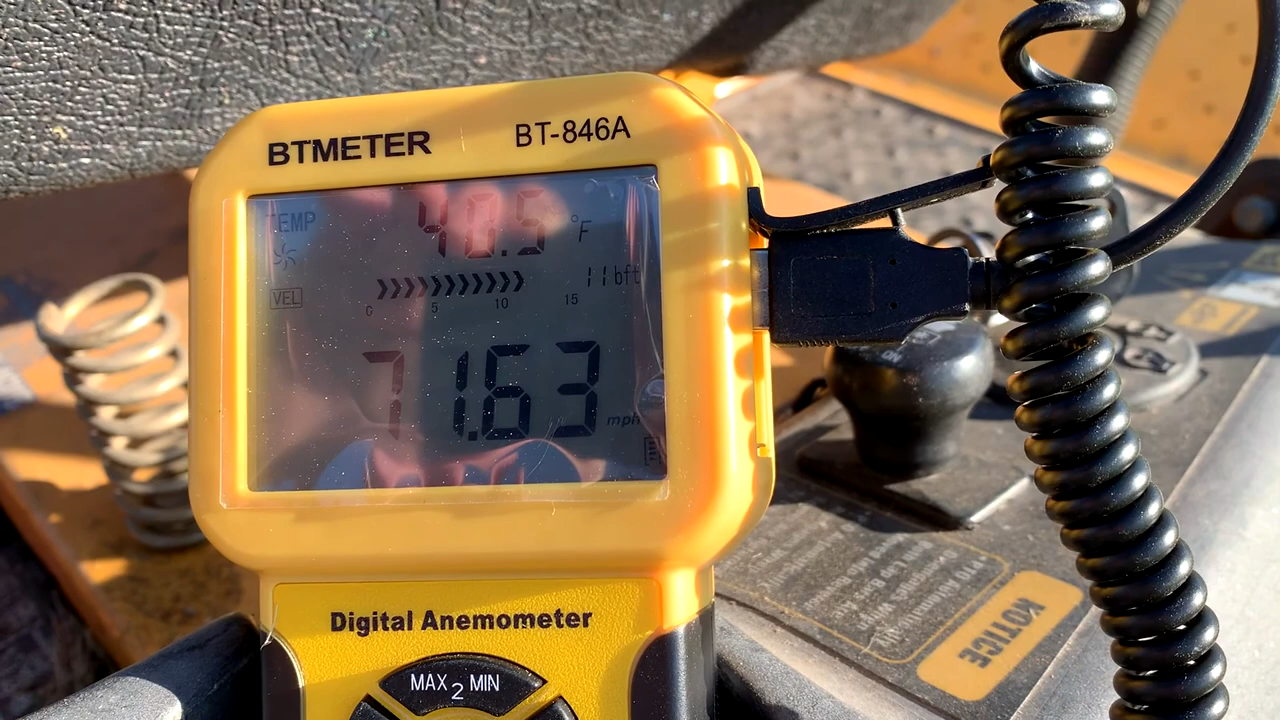 BTMETER BT-846A
TEMP 40.5 °F
11bft
VEL
0 5 10 15
71.63 mph
Digital Anemometer
MAX 2 MIN
NOTICE